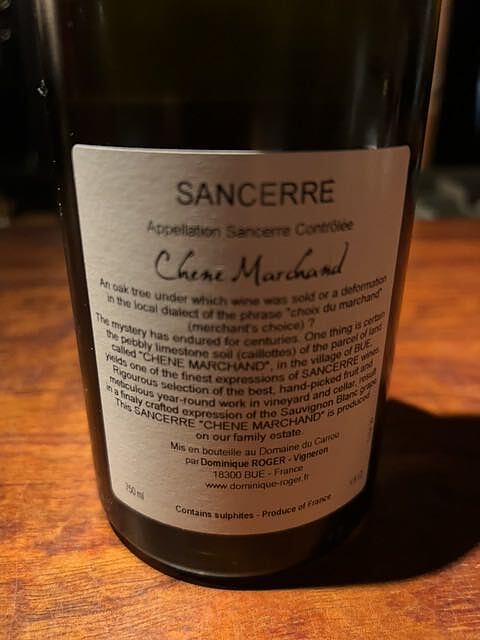 SANCERRE
Appellation Sancerre Contrôlée
Chene Marchand
An oak tree under which wine was sold or a deformation
in the local dialect of the phrase "choix du marchand"
(merchant's choice) ?
The mystery has endured for centuries. One thing is certain
the pebbly limestone soil (caillottes) of the parcel of land
called "CHENE MARCHAND", in the village of BUE,
yields one of the finest expressions of SANCERRE wines.
Rigourous selection of the best, hand-picked fruit and
meticulous year-round work in vineyard and cellar, result
in a finaly crafted expression of the Sauvignon Blanc grape.
This SANCERRE "CHENE MARCHAND" is produced
on our family estate.
Mis en bouteille au Domaine du Carrou
par Dominique ROGER - Vigneron
18300 BUE - France
www.dominique-roger.fr
750 ml
Contains sulphites - Produce of France